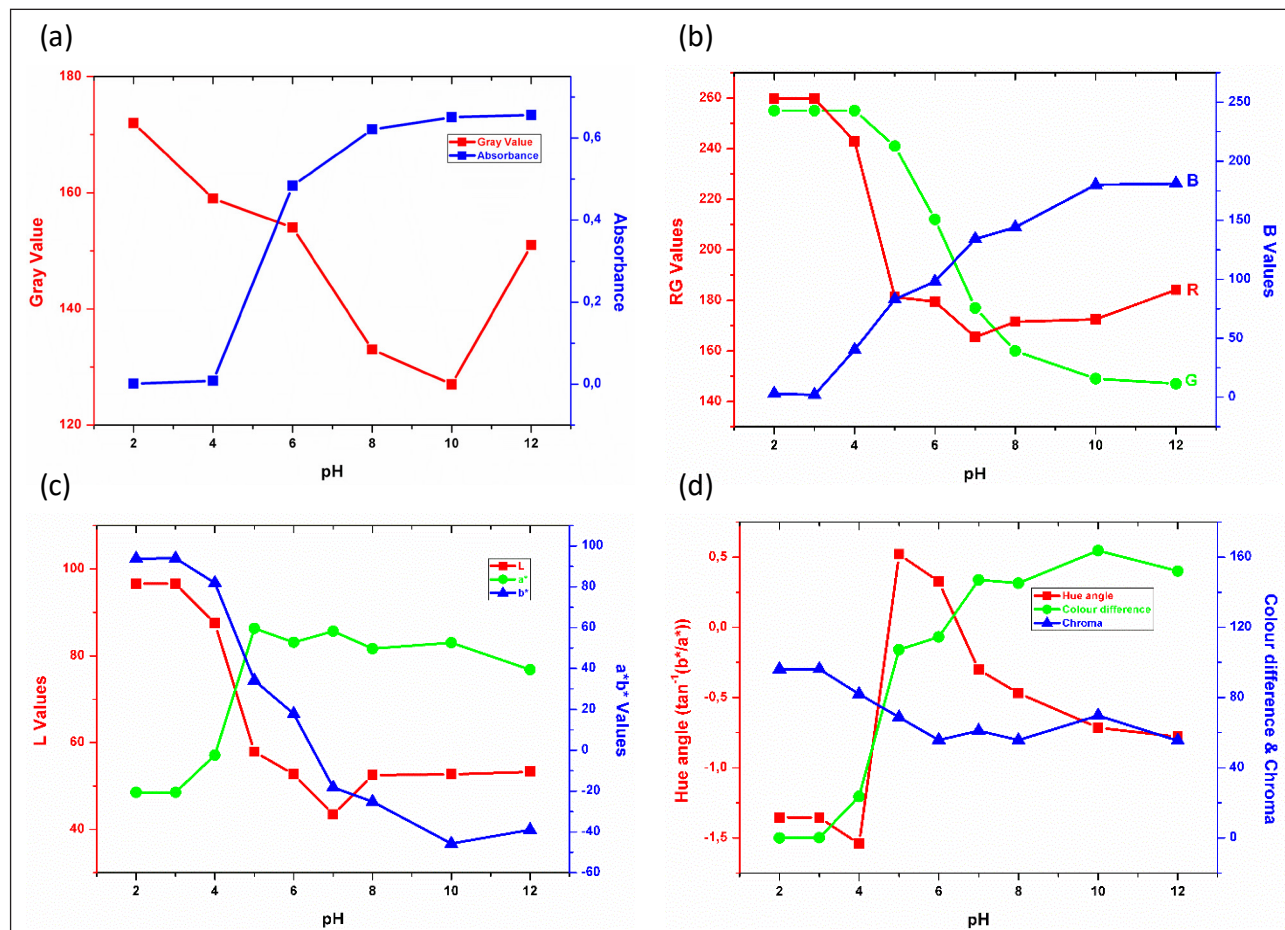 (a)
180
160
140
120
Gray Value
Gray Value
Absorbance
0,6
0,4
0,2
0,0
Absorbance
2 4 6 8 10 12
pH
(b)
260
240
220
200
180
160
140
RG Values
B
R
G
250
200
150
100
50
0
B Values
2 3 4 5 6 7 8 10 12
pH
(c)
100
80
60
40
L Values
L
a*
b*
100
80
60
40
20
0
-20
-40
-60
a*b* Values
2 4 6 8 10 12
pH
(d)
0,5
0,0
-0,5
-1,0
-1,5
Hue angle (tan-1(b*/a*))
Hue angle
Colour difference
Chroma
160
120
80
40
0
Colour difference & Chroma
2 3 4 5 6 7 8 10 12
pH